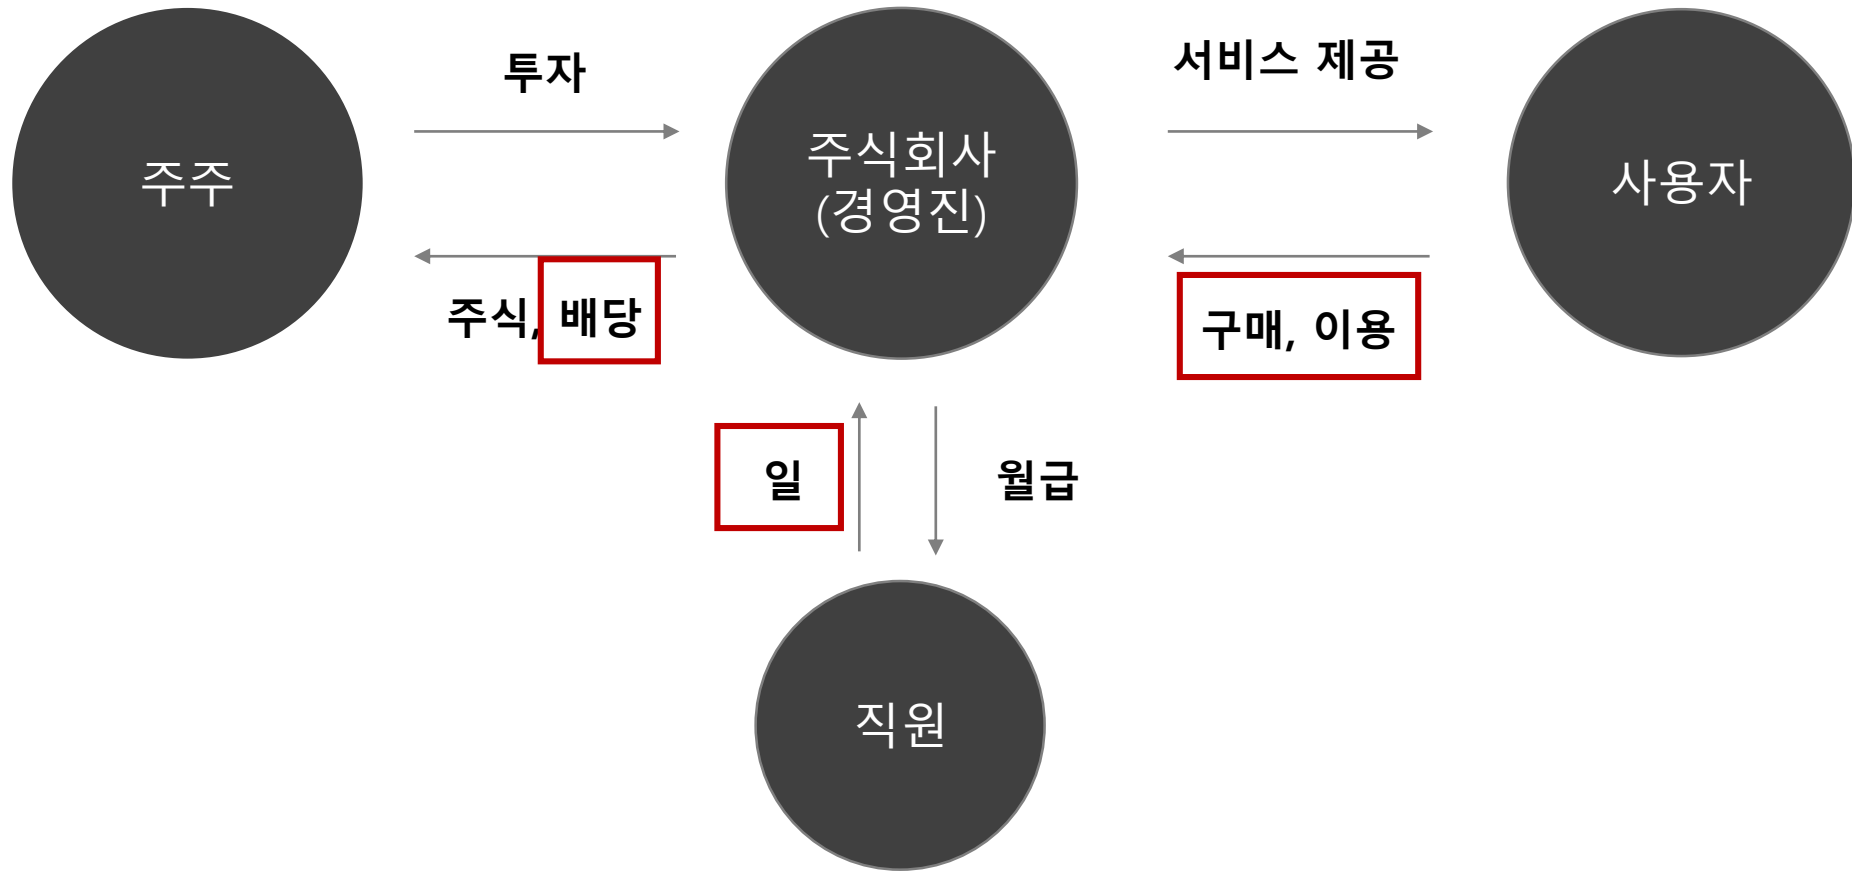 투자
서비스 제공
주주
주식회사
(경영진)
사용자
주식, 배당
구매, 이용
일
월급
직원